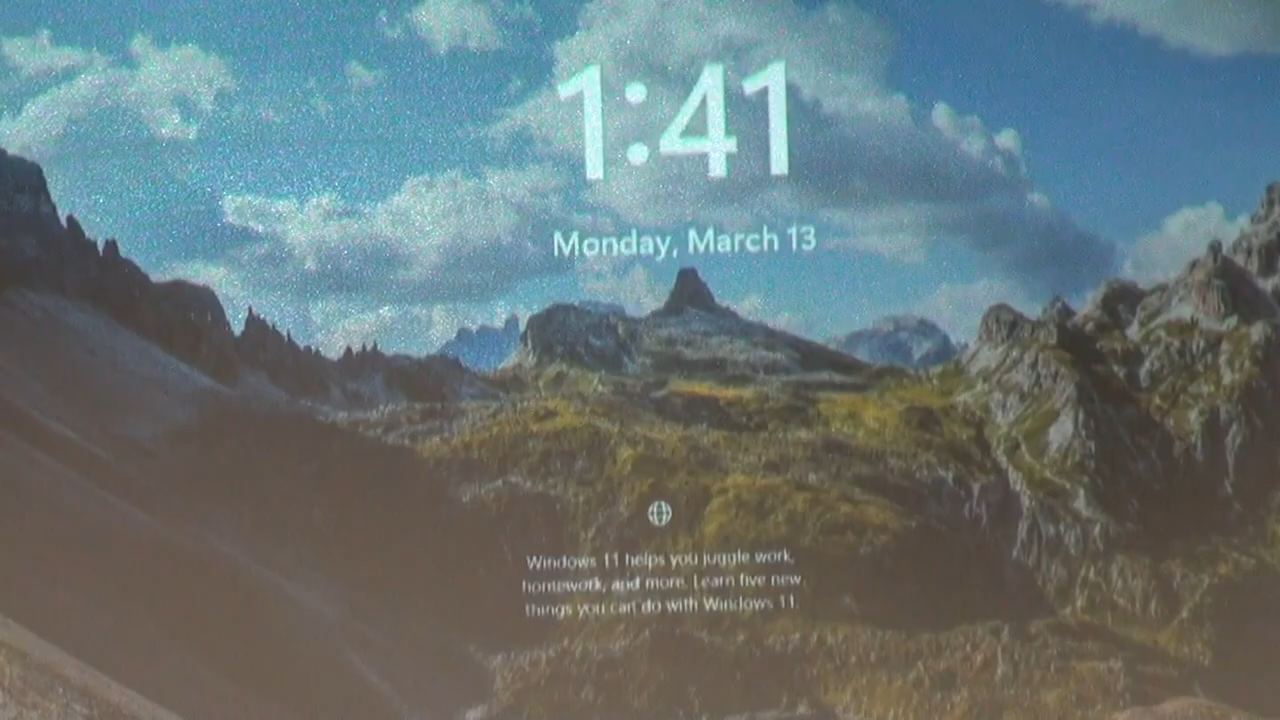 1:41
Monday, March 13
Windows 11 helps you juggle work,
homework, and more. Learn five new
things you can do with Windows 11.